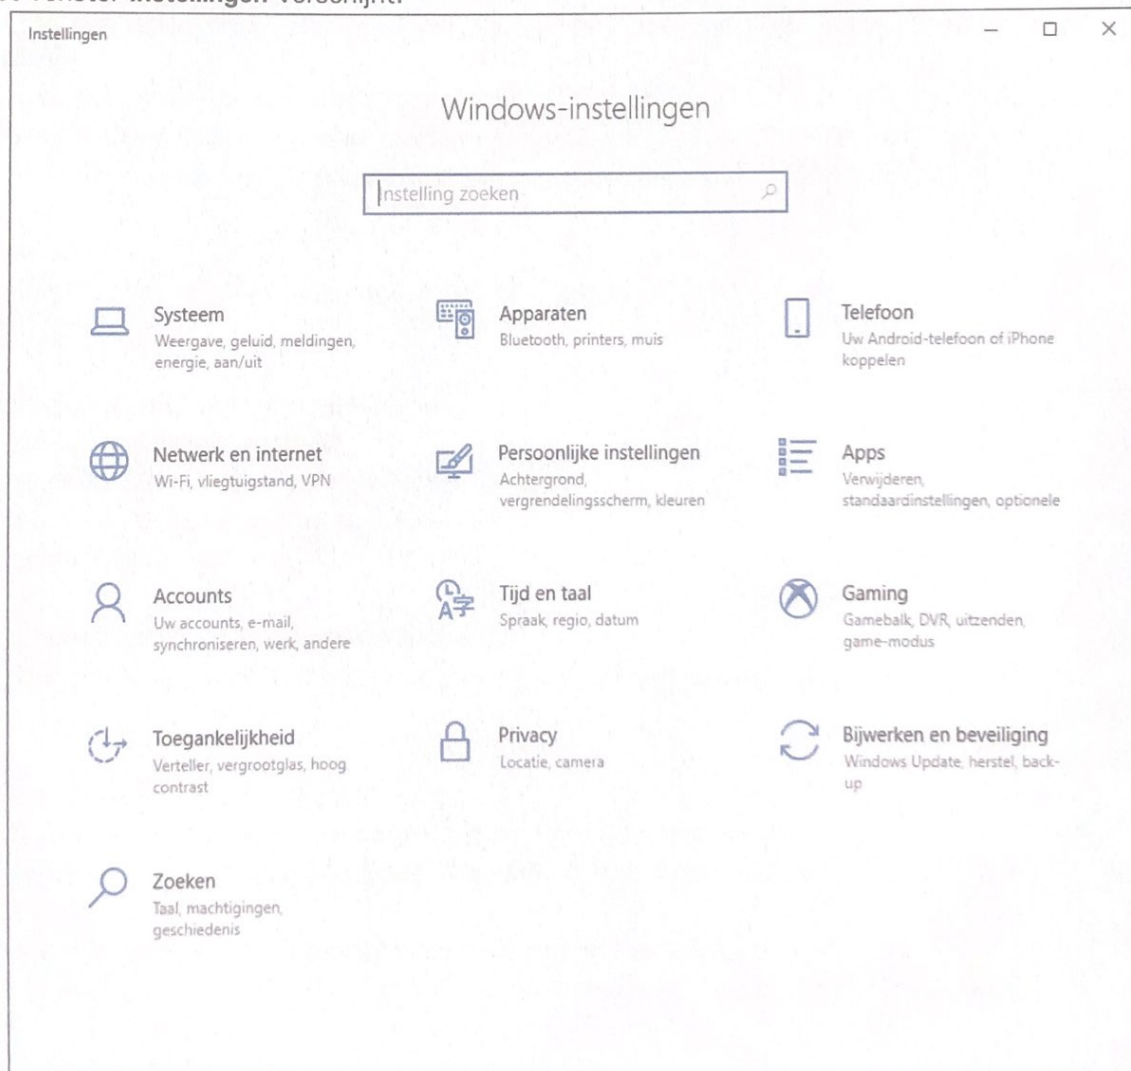 venster Instellingen verschijnt.
Instellingen
Windows-instellingen
Instelling zoeken
Systeem
Weergave, geluid, meldingen,
energie, aan/uit
Apparaten
Bluetooth, printers, muis
Telefoon
Uw Android-telefoon of iPhone
koppelen
Netwerk en internet
Wi-Fi, vliegtuigstand, VPN
Persoonlijke instellingen
Achtergrond,
vergrendelingsscherm, kleuren
Apps
Verwijderen,
standaardinstellingen, optionele
Accounts
Uw accounts, e-mail,
synchroniseren, werk, andere
Tijd en taal
Spraak, regio, datum
Gaming
Gamebalk, DVR, uitzenden,
game-modus
Toegankelijkheid
Verteller, vergrootglas, hoog
contrast
Privacy
Locatie, camera
Bijwerken en beveiliging
Windows Update, herstel, back-
up
Zoeken
Taal, machtigingen,
geschiedenis